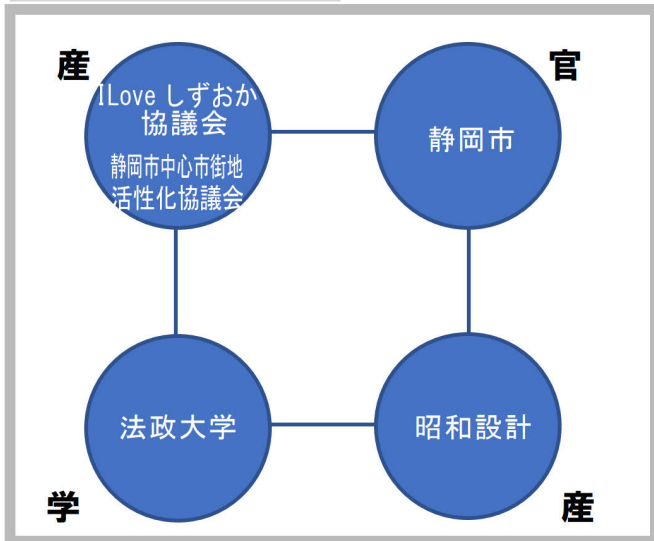 産
ILove しずおか
協議会
静岡市中心市街地
活性化協議会
官
静岡市
法政大学
学
昭和設計
産